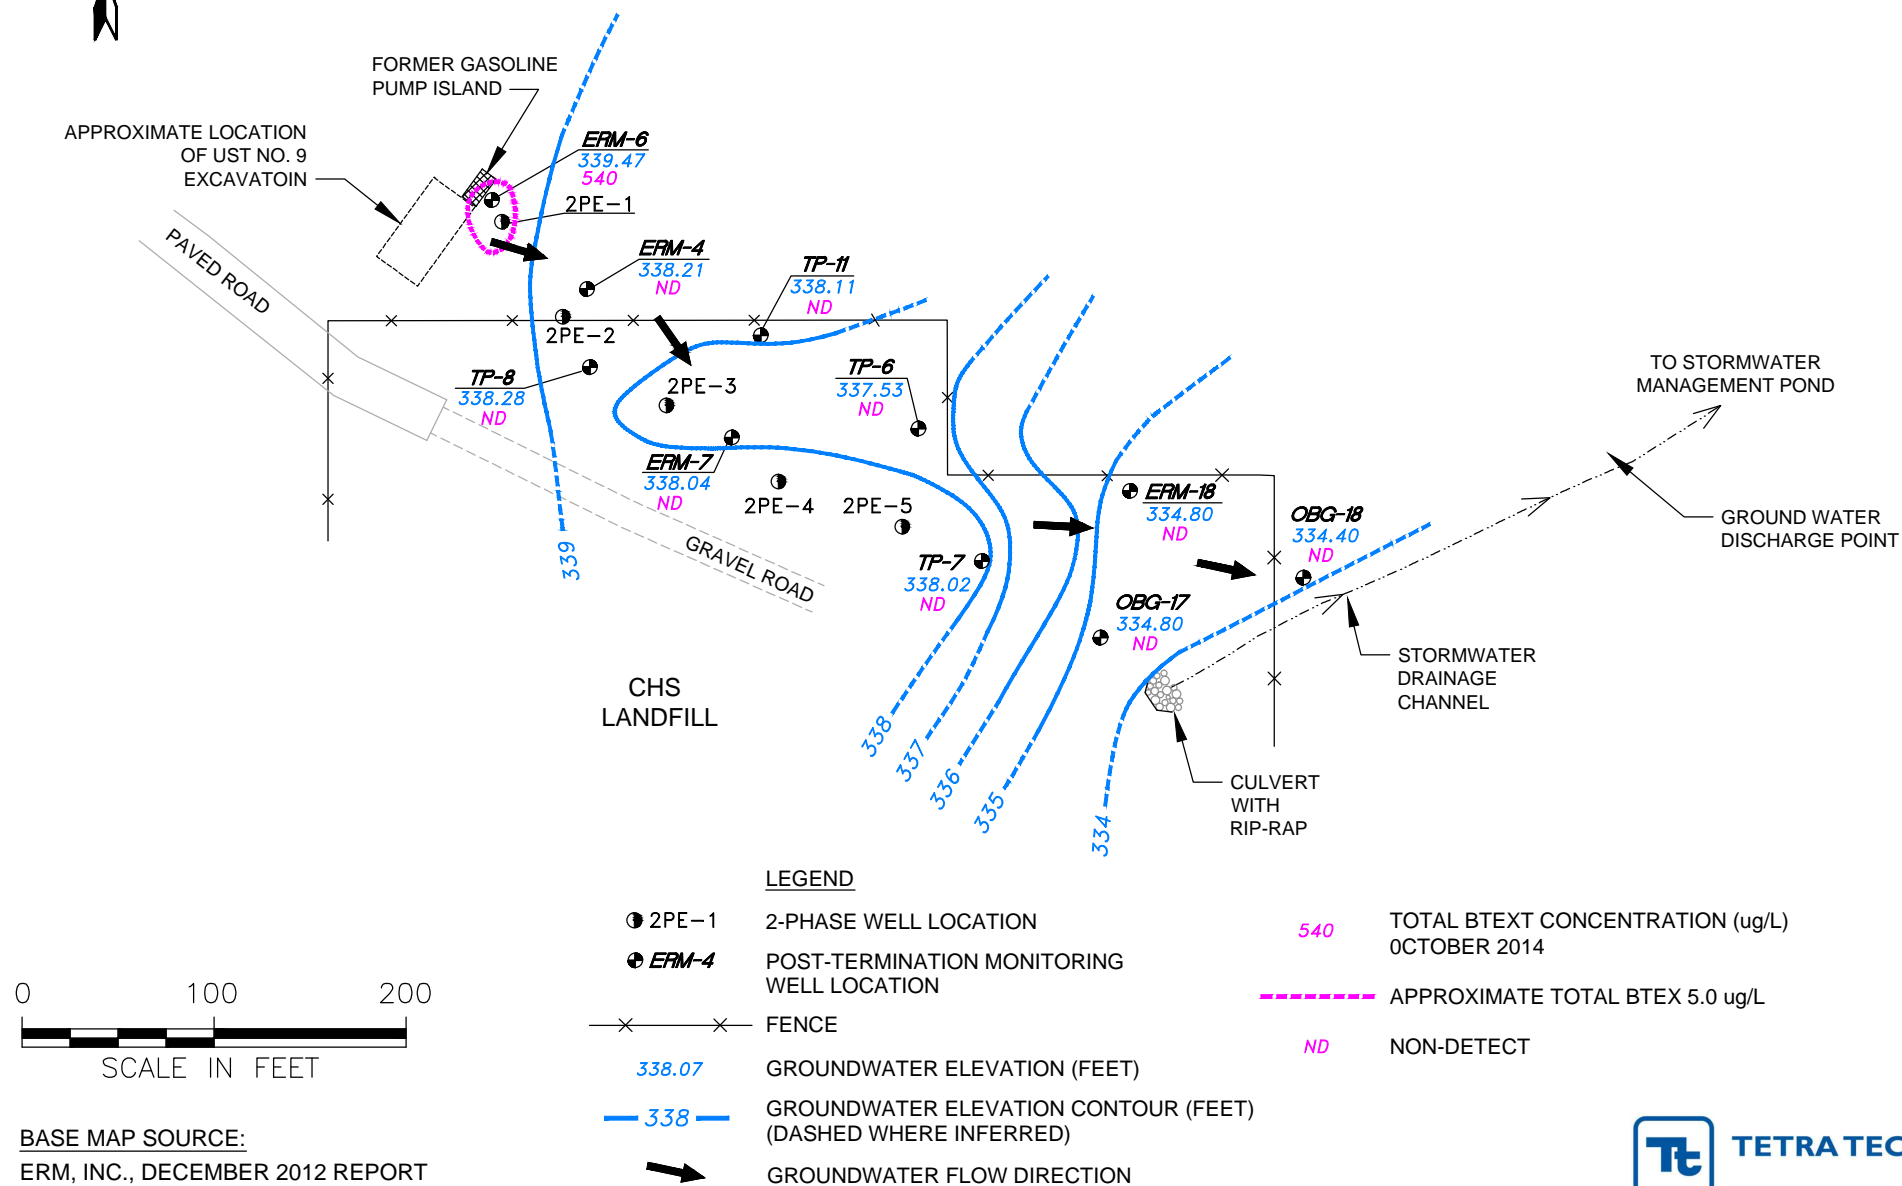 FORMER GASOLINE
PUMP ISLAND
APPROXIMATE LOCATION
OF UST NO. 9
EXCAVATOIN
ERM-6
339.47
540
2PE-1
PAVED ROAD
ERM-4
338.21
ND
TP-11
338.11
ND
2PE-2
TP-8
338.28
ND
2PE-3
TP-6
337.53
ND
ERM-7
338.04
ND
2PE-4
2PE-5
GRAVEL ROAD
TP-7
338.02
ND
ERM-18
334.80
ND
OBG-18
334.40
ND
OBG-17
334.80
ND
TO STORMWATER
MANAGEMENT POND
GROUND WATER
DISCHARGE POINT
STORMWATER
DRAINAGE
CHANNEL
CULVERT
WITH
RIP-RAP
CHS
LANDFILL
339
338
337
336
335
334
LEGEND
2PE-1 2-PHASE WELL LOCATION
ERM-4 POST-TERMINATION MONITORING
WELL LOCATION
FENCE
338.07 GROUNDWATER ELEVATION (FEET)
338 GROUNDWATER ELEVATION CONTOUR (FEET)
(DASHED WHERE INFERRED)
GROUNDWATER FLOW DIRECTION
540 TOTAL BTEXT CONCENTRATION (ug/L)
0CTOBER 2014
APPROXIMATE TOTAL BTEX 5.0 ug/L
ND NON-DETECT
0 100 200
SCALE IN FEET
BASE MAP SOURCE:
ERM, INC., DECEMBER 2012 REPORT
Tt TETRA TEC